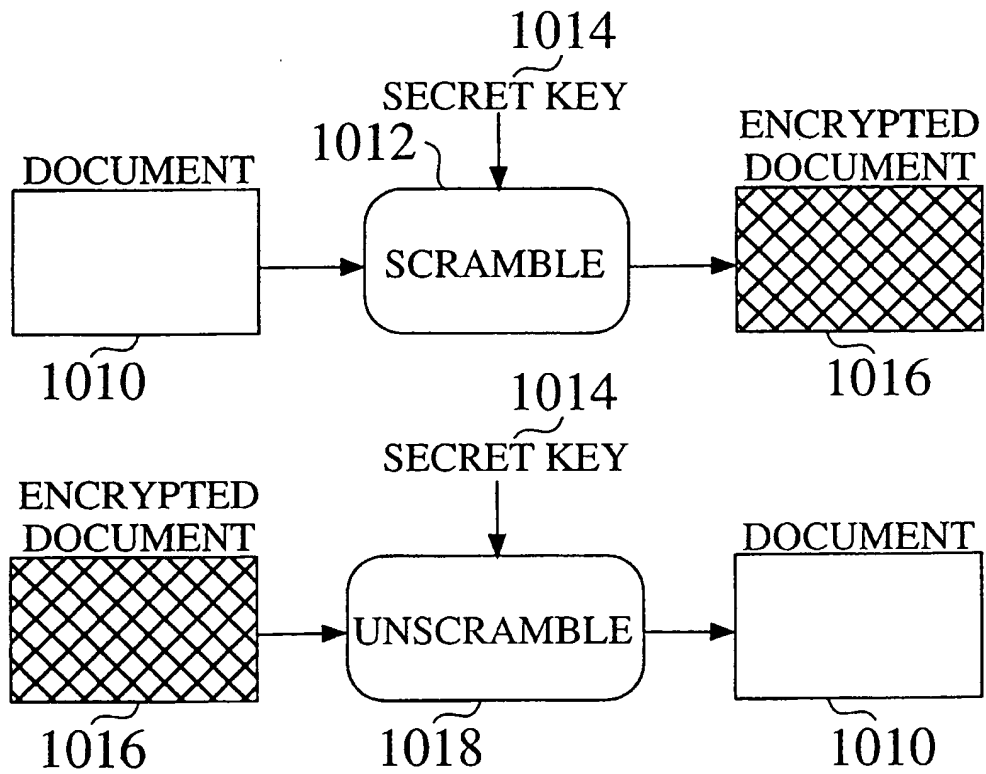 1014
SECRET KEY
1012
DOCUMENT
ENCRYPTED
DOCUMENT
SCRAMBLE
1010
1016
1014
SECRET KEY
ENCRYPTED
DOCUMENT
DOCUMENT
UNSCRAMBLE
1016
1018
1010